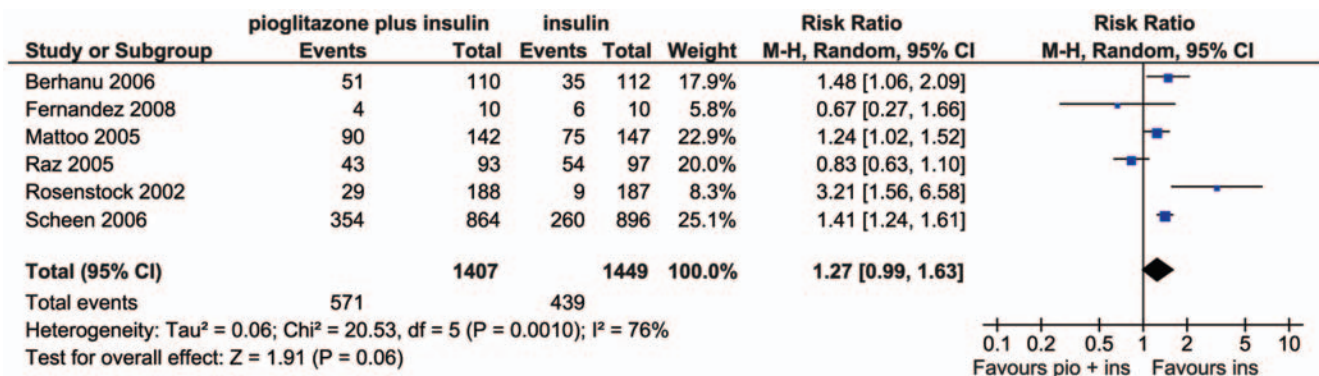 pioglitazone plus insulin insulin Risk Ratio Risk Ratio
Study or Subgroup Events Total Events Total Weight M-H, Random, 95% CI M-H, Random, 95% CI
Berhanu 2006 51 110 35 112 17.9% 1.48 [1.06, 2.09]
Fernandez 2008 4 10 6 10 5.8% 0.67 [0.27, 1.66]
Mattoo 2005 90 142 75 147 22.9% 1.24 [1.02, 1.52]
Raz 2005 43 93 54 97 20.0% 0.83 [0.63, 1.10]
Rosenstock 2002 29 188 9 187 8.3% 3.21 [1.56, 6.58]
Scheen 2006 354 864 260 896 25.1% 1.41 [1.24, 1.61]
Total (95% CI) 1407 1449 100.0% 1.27 [0.99, 1.63]
Total events 571 439
Heterogeneity: Tau² = 0.06; Chi² = 20.53, df = 5 (P = 0.0010); I² = 76%
Test for overall effect: Z = 1.91 (P = 0.06)
0.1 0.2 0.5 1 2 5 10
Favours pio + ins Favours ins